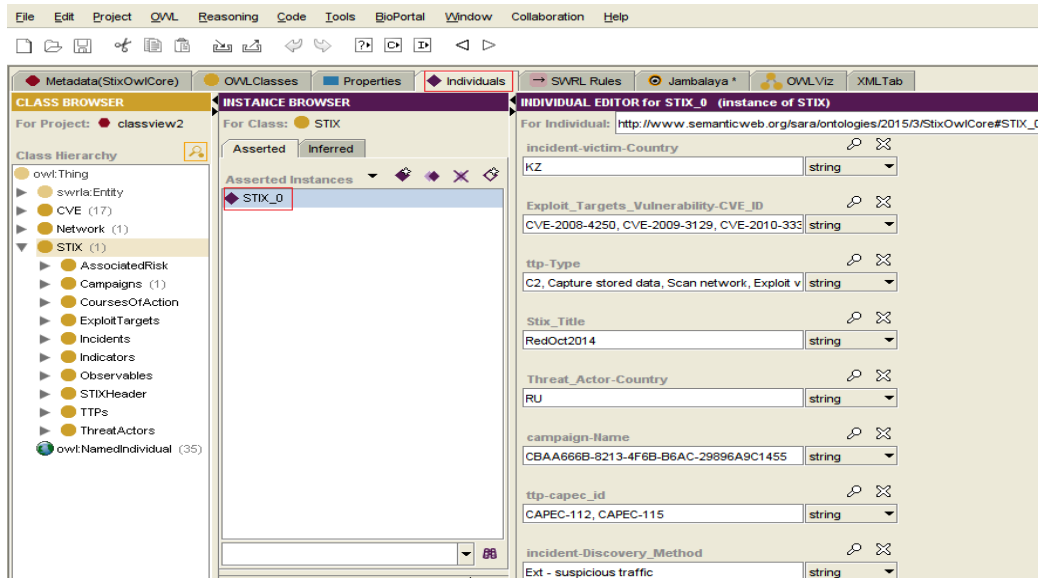 File Edit Project OWL Reasoning Code Tools BioPortal Window Collaboration Help
Metadata(StixOwlCore) OWLClasses Properties Individuals SWRL Rules Jambalaya * OWLViz XMLTab
CLASS BROWSER
For Project: classview2
Class Hierarchy
owl:Thing
swrla:Entity
CVE (17)
Network (1)
STIX (1)
AssociatedRisk
Campaigns (1)
CoursesOfAction
ExploitTargets
Incidents
Indicators
Observables
STIXHeader
TTPs
ThreatActors
owl:NamedIndividual (35)
INSTANCE BROWSER
For Class: STIX
Asserted Inferred
Asserted Instances
STIX_0
INDIVIDUAL EDITOR for STIX_0 (instance of STIX)
For Individual: http://www.semanticweb.org/sara/ontologies/2015/3/StixOwlCore#STIX_0
incident-victim-Country
KZ string
Exploit_Targets_Vulnerability-CVE_ID
CVE-2008-4250, CVE-2009-3129, CVE-2010-333 string
ttp-Type
C2, Capture stored data, Scan network, Exploit v string
Stix_Title
RedOct2014 string
Threat_Actor-Country
RU string
campaign-Name
CBAA666B-8213-4F6B-B6AC-29896A9C1455 string
ttp-capec_id
CAPEC-112, CAPEC-115 string
incident-Discovery_Method
Ext - suspicious traffic string